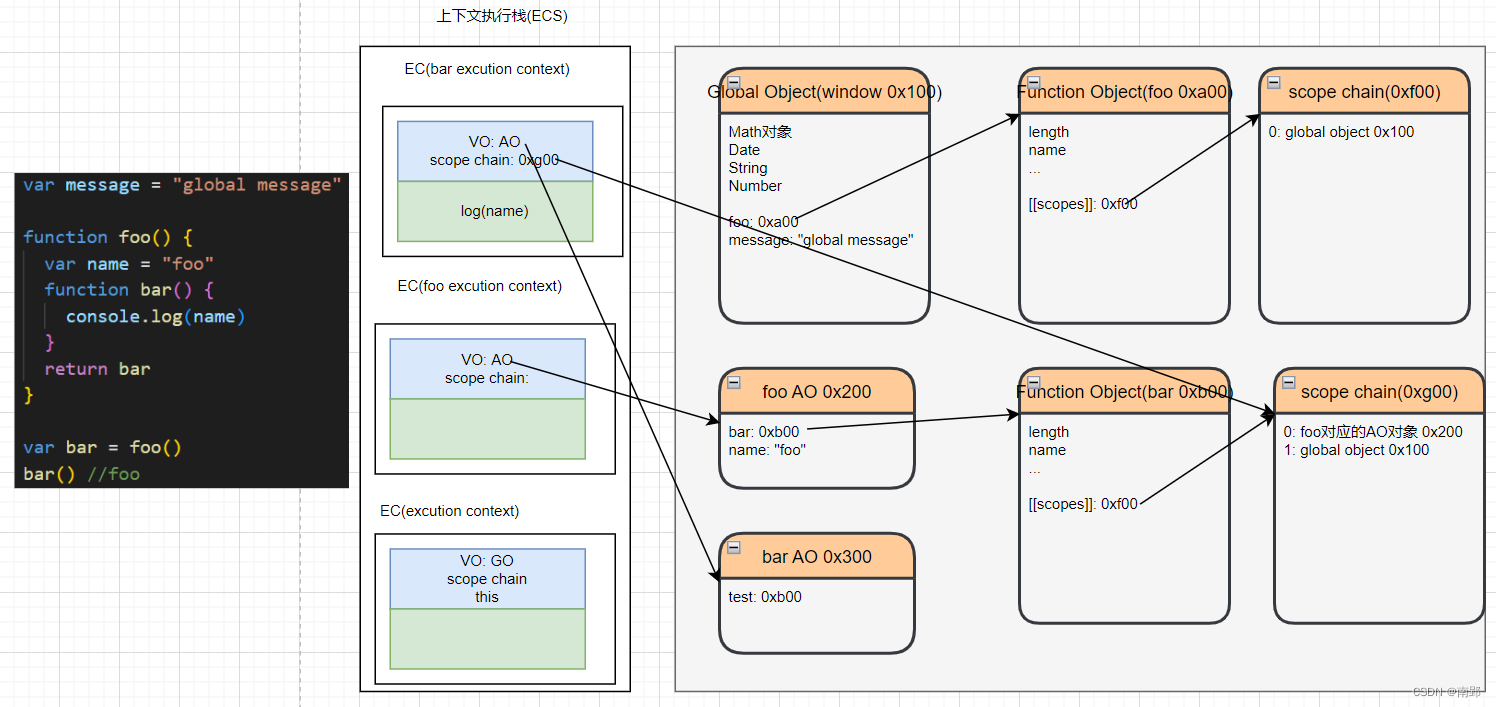 上下文执行栈(ECS)
var message = "global message"
function foo() {
var name = "foo"
function bar() {
console.log(name)
}
return bar
}
var bar = foo()
bar() //foo
EC(bar excution context)
VO: AO
scope chain: 0xg00
log(name)
EC(foo excution context)
VO: AO
scope chain:
EC(excution context)
VO: GO
scope chain
this
Global Object(window 0x100)
Math对象
Date
String
Number
foo: 0xa00
message: "global message"
Function Object(foo 0xa00)
length
name
...
[[scopes]]: 0xf00
scope chain(0xf00)
0: global object 0x100
foo AO 0x200
bar: 0xb00
name: "foo"
Function Object(bar 0xb00)
length
name
...
[[scopes]]: 0xf00
scope chain(0xg00)
0: foo对应的AO对象 0x200
1: global object 0x100
bar AO 0x300
test: 0xb00
CSDN @南郢